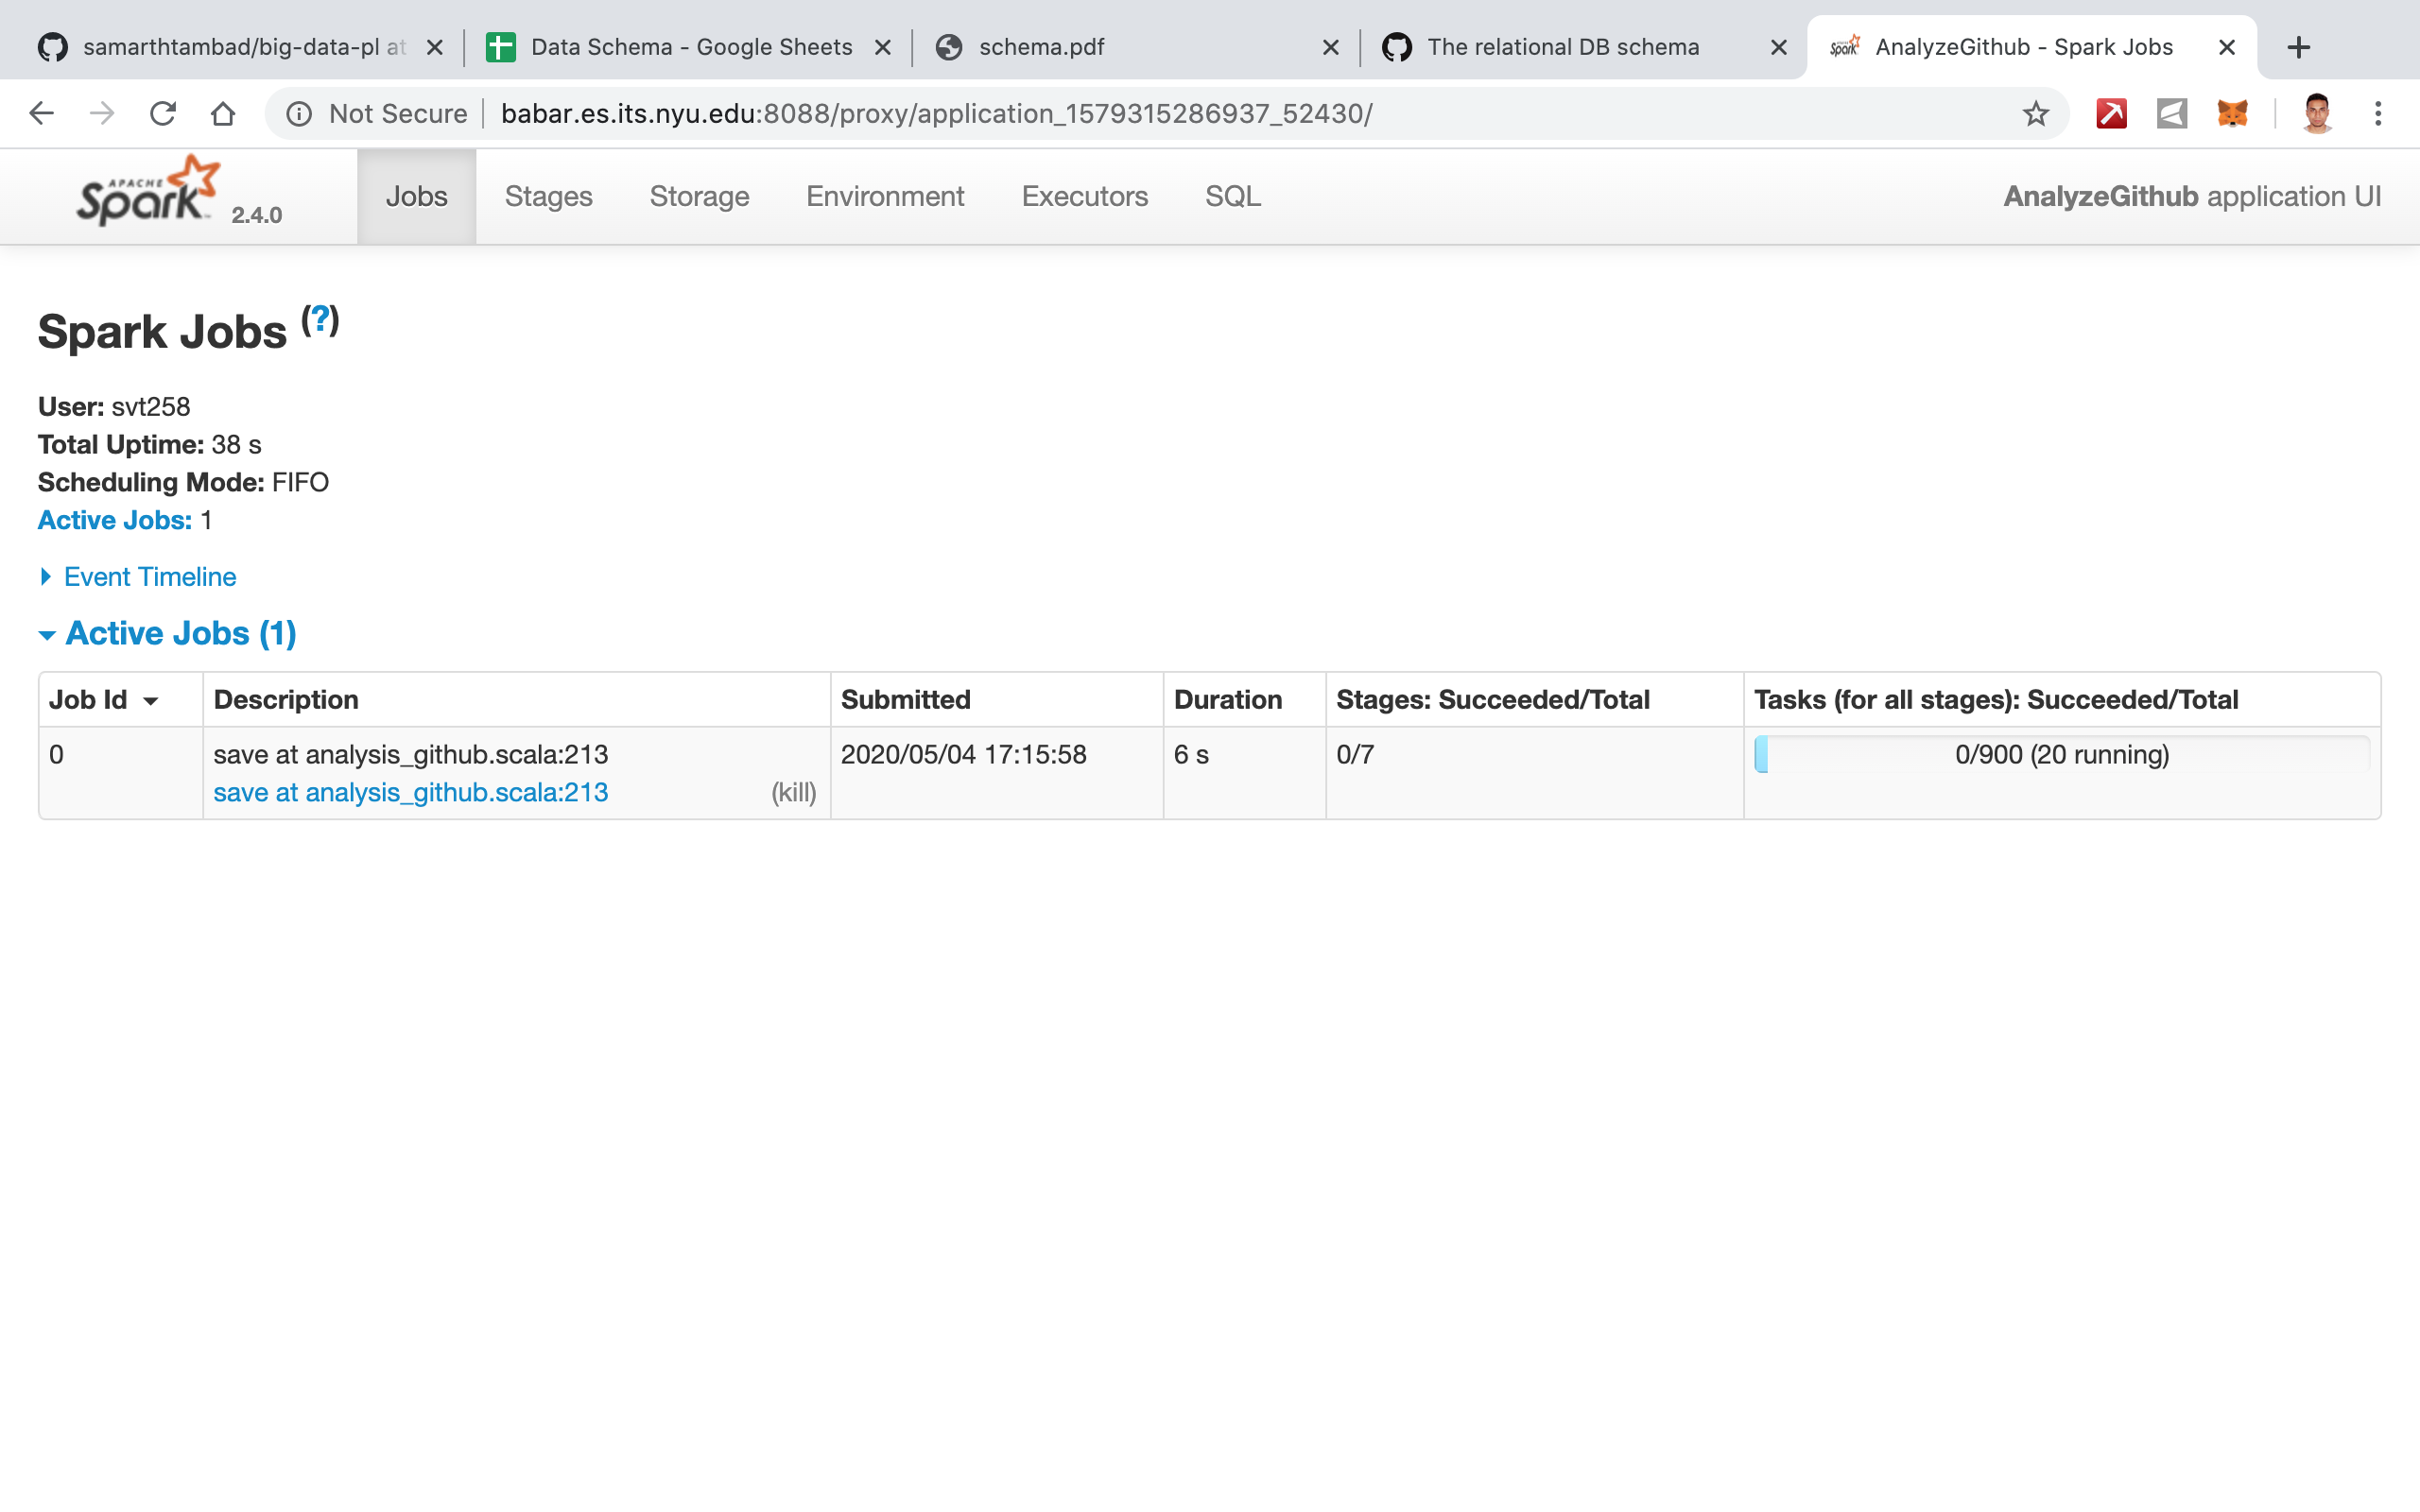 samarthtambad/big-data-pl at
Data Schema - Google Sheets
schema.pdf
The relational DB schema
Spark
AnalyzeGithub - Spark Jobs
Not Secure
babar.es.its.nyu.edu:8088/proxy/application_1579315286937_52430/
APACHE
Spark
2.4.0
Jobs
Stages
Storage
Environment
Executors
SQL
AnalyzeGithub application UI
Spark Jobs (?)
User: svt258
Total Uptime: 38 s
Scheduling Mode: FIFO
Active Jobs: 1
Event Timeline
Active Jobs (1)
Job Id
Description
Submitted
Duration
Stages: Succeeded/Total
Tasks (for all stages): Succeeded/Total
0
save at analysis_github.scala:213
save at analysis_github.scala:213
(kill)
2020/05/04 17:15:58
6 s
0/7
0/900 (20 running)